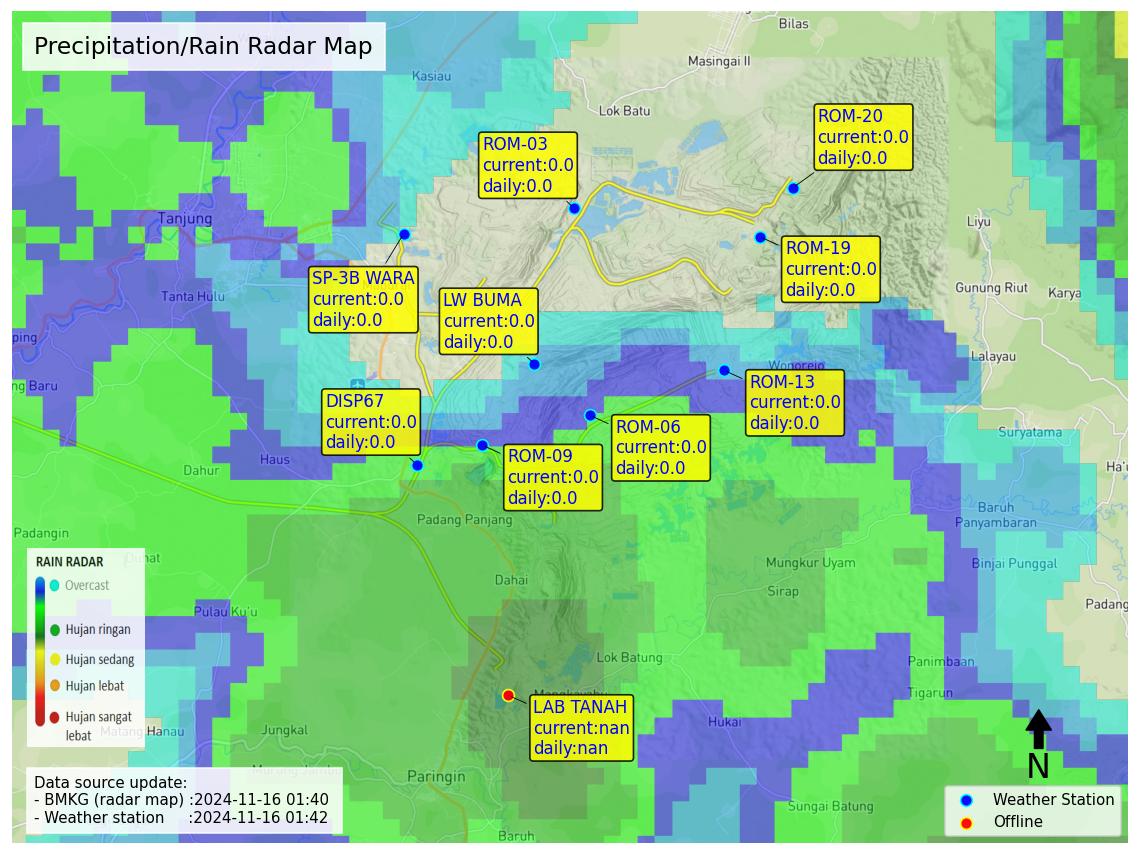 Precipitation/Rain Radar Map
Bilas
Masingai II
Kasiau
Lok Batu
ROM-20
current:0.0
daily:0.0
ROM-03
current:0.0
daily:0.0
Tanjung
Liyu
ROM-19
current:0.0
daily:0.0
SP-3B WARA
current:0.0
daily:0.0
LW BUMA
current:0.0
daily:0.0
Tanta Hulu
Gunung Riut
Karya
ping
Lalayau
Wonorejo
ng Baru
ROM-13
current:0.0
daily:0.0
DISP67
current:0.0
daily:0.0
ROM-06
current:0.0
daily:0.0
Suryatama
ROM-09
current:0.0
daily:0.0
Haus
Dahur
Ha'u
Baruh
Panyambaran
Padang Panjang
Padangin
Binjai Punggal
Mungkur Uyam
Dahai
Sirap
Padang
RAIN RADAR
Overcast
Hujan ringan
Hujan sedang
Hujan lebat
Hujan sangat
lebat
Pulau Ku'u
Lok Batung
Panimbaan
Tigarun
LAB TANAH
current:nan
daily:nan
Hukai
Jungkal
Hanau
Paringin
N
Data source update:
- BMKG (radar map) :2024-11-16 01:40
- Weather station :2024-11-16 01:42
Sungai Batung
Weather Station
Offline
Baruh